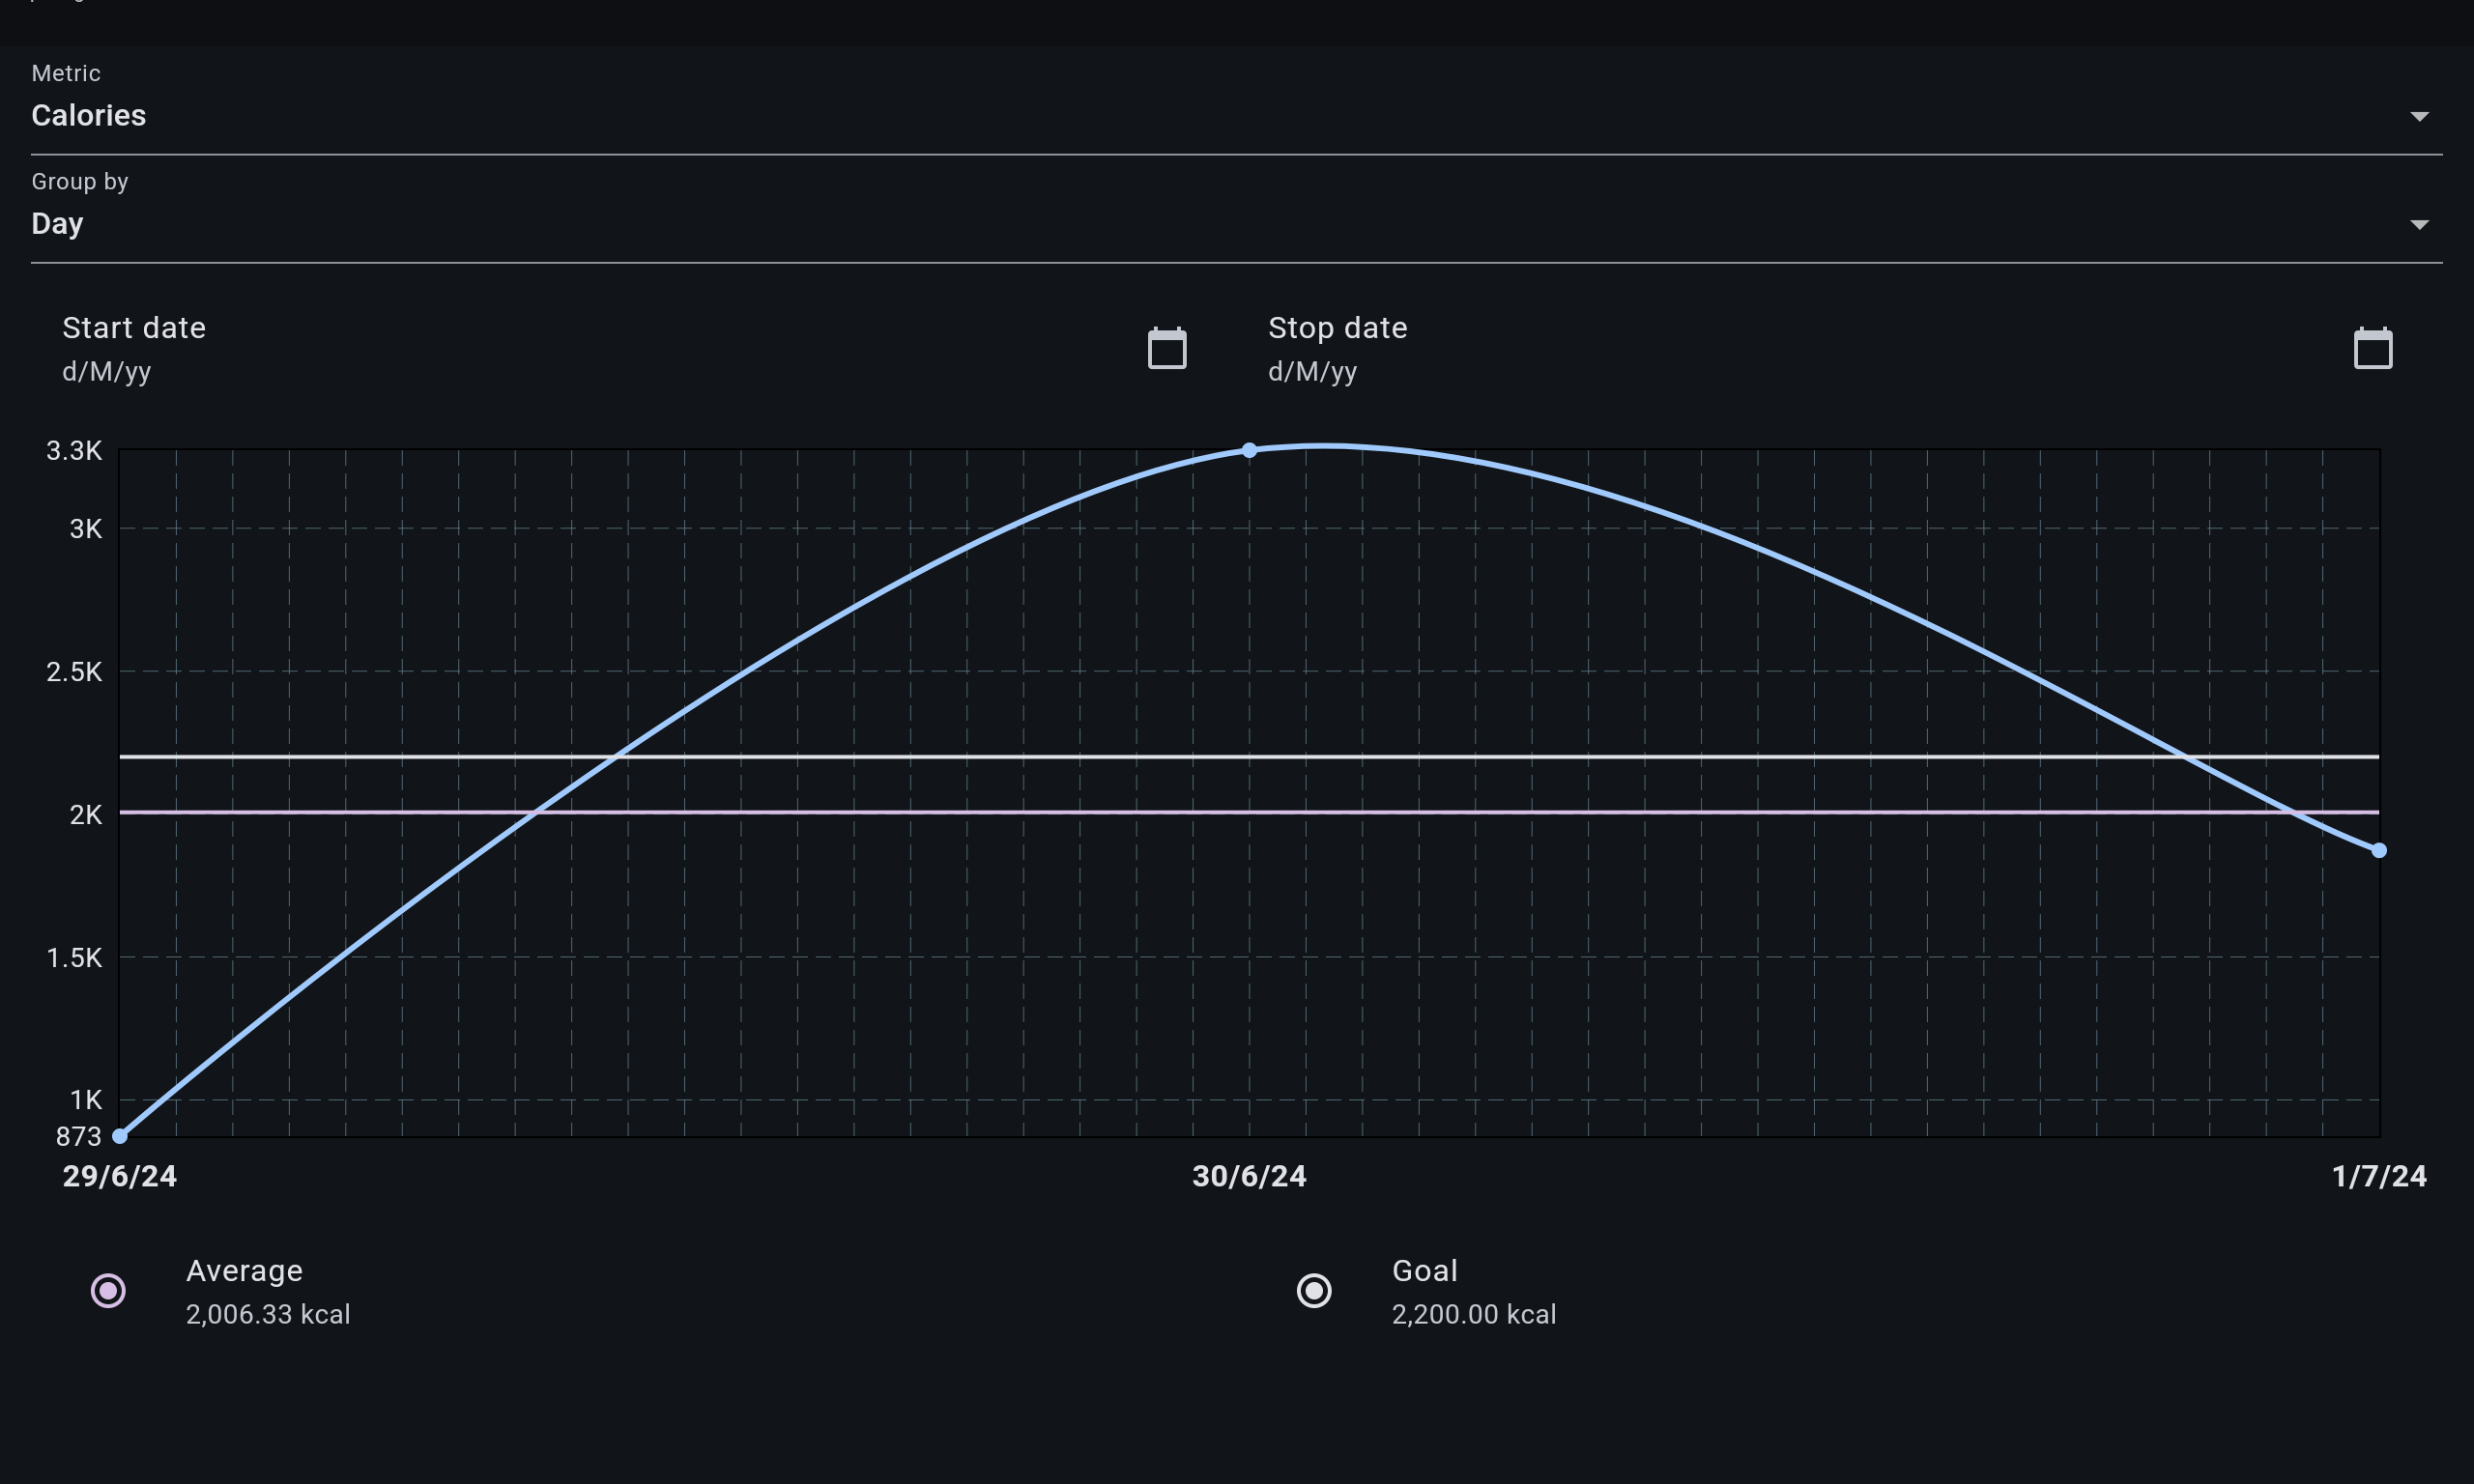 Metric
Calories
Group by
Day
Start date
d/M/yy
Stop date
d/M/yy
3.3K
3K
2.5K
2K
1.5K
1K
873
29/6/24
30/6/24
1/7/24
Average
2,006.33 kcal
Goal
2,200.00 kcal